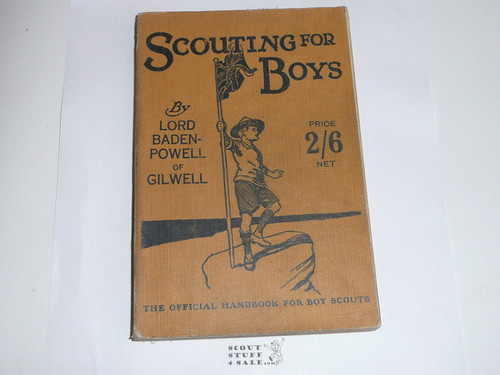 SCOUTING FOR
BOYS
By
LORD
BADEN-
POWELL
OF
GILWELL
PRICE
2/6
NET
THE OFFICIAL HANDBOOK FOR BOY SCOUTS
SCOUT
STUFF
4 SALE.COM